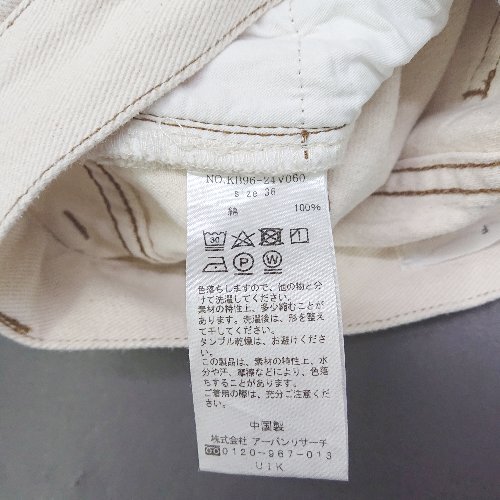 NO.KB96-24V060
size 36
綿 100%
30
P W
色落ちしますので、他の物と分
けて洗濯してください。
素材の特性上、多少縮むことが
あります。洗濯後は、形を整え
て干してください。
タンブル乾燥は、お避けください。
この製品は、素材の特性上、水
分や汗、摩擦などにより、色落
ちすることがあります。
ご着用の際は、充分ご注意くだ
さい。
中国製
株式会社 アーバンリサーチ
0120-967-013
UIK